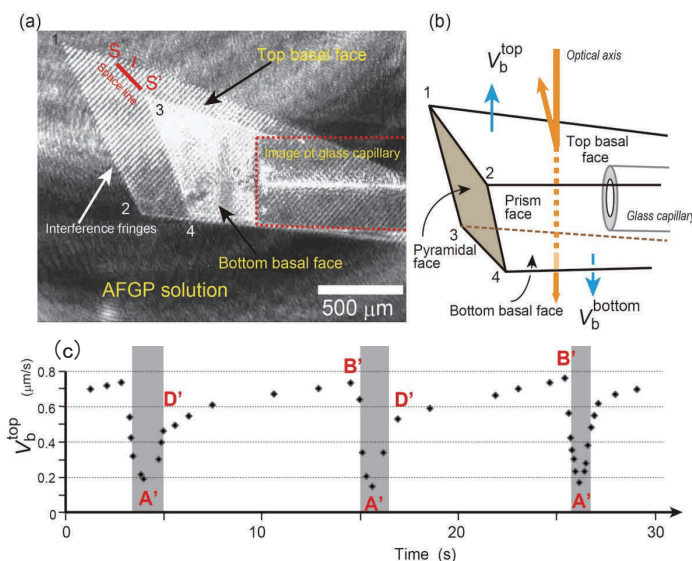 (a)
1
S
S'
Space line
Top basal face
3
Image of glass capillary
2
4
Interference fringes
Bottom basal face
AFGP solution
500 μm
(b)
V_b^top
Optical axis
1
Top basal face
2
Prism face
Glass capillary
3
Pyramidal face
4
Bottom basal face
V_b^bottom
(c)
V_b^top (μm/s)
0.8
0.6
0.4
0.2
0
D'
B'
D'
B'
A'
A'
A'
0
10
20
30
Time (s)